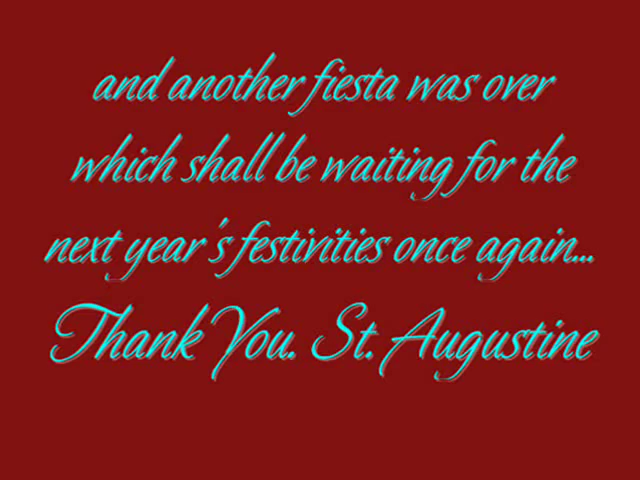 and another fiesta was over
which shall be waiting for the
next year's festivities once again...
Thank You. St. Augustine